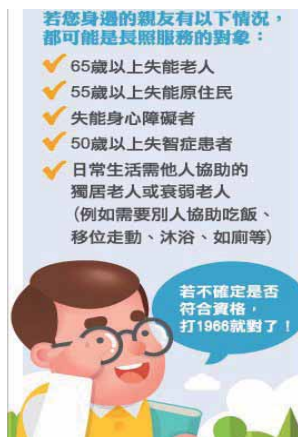 若您身邊的親友有以下情況，
都可能是長照服務的對象：
65歲以上失能老人
55歲以上失能原住民
失能身心障礙者
50歲以上失智症患者
日常生活需他人協助的
獨居老人或衰弱老人
(例如需要別人協助吃飯、
移位走動、沐浴、如廁等)
若不確定是否
符合資格，
打1966就對了！